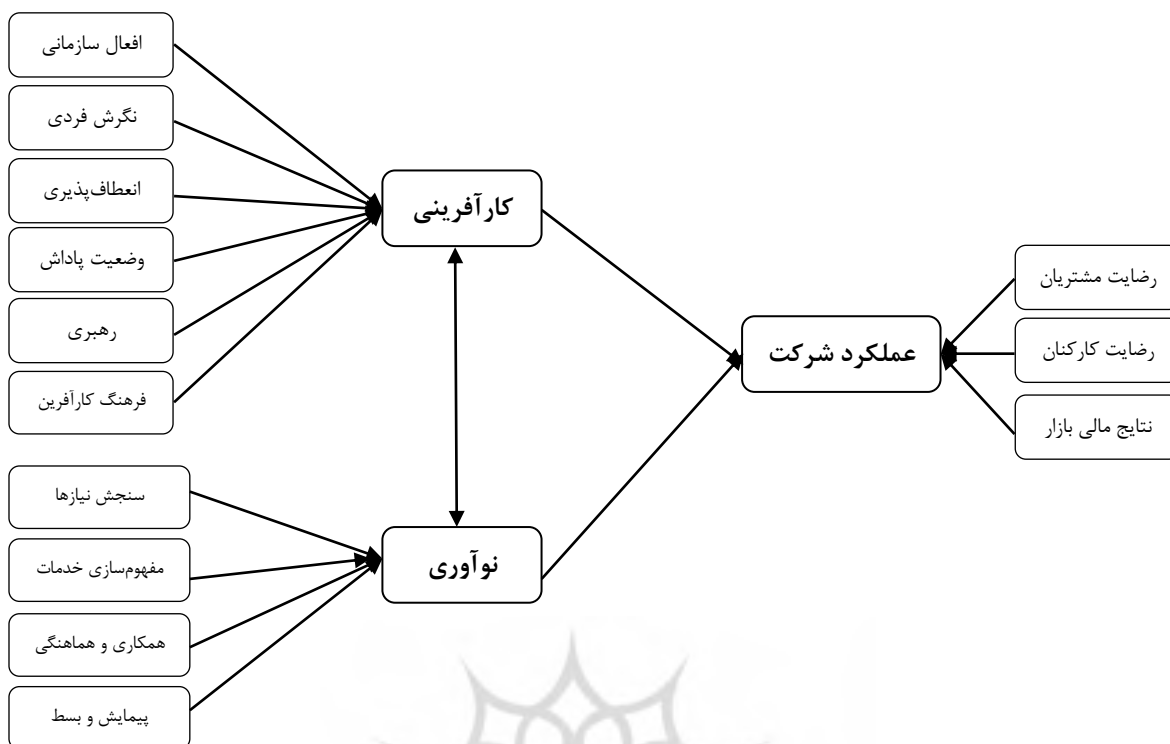 افعال سازمانی
نگرش فردی
انعطاف‌پذیری
وضعیت پاداش
رهبری
فرهنگ کارآفرین
کارآفرینی
سنجش نیازها
مفهوم‌سازی خدمات
همکاری و هماهنگی
پیمایش و بسط
نوآوری
عملکرد شرکت
رضایت مشتریان
رضایت کارکنان
نتایج مالی بازار